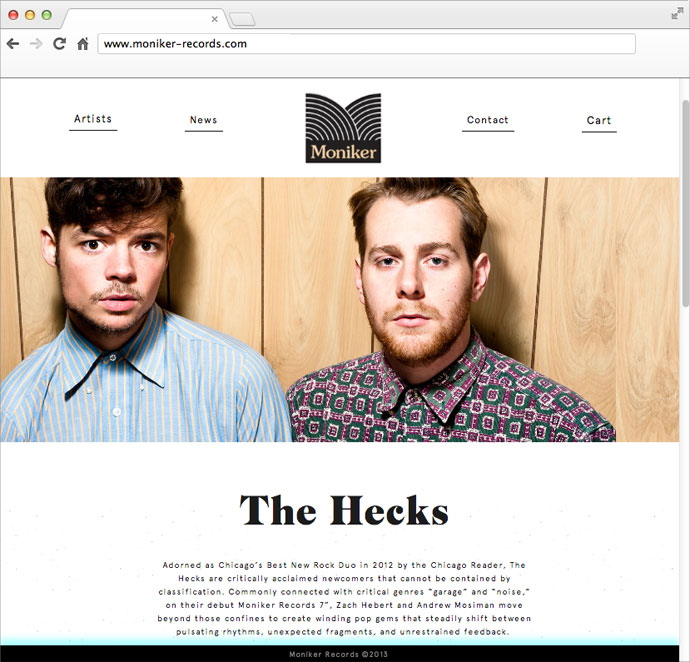 www.moniker-records.com
Artists
News
Moniker
Contact
Cart
The Hecks
Adorned as Chicago’s Best New Rock Duo in 2012 by the Chicago Reader, The
Hecks are critically acclaimed newcomers that cannot be contained by
classification. Commonly connected with critical genres “garage” and “noise,”
on their debut Moniker Records 7”, Zach Hebert and Andrew Mosiman move
beyond those confines to create winding pop gems that steadily shift between
pulsating rhythms, unexpected fragments, and unrestrained feedback.
Moniker Records ©2013